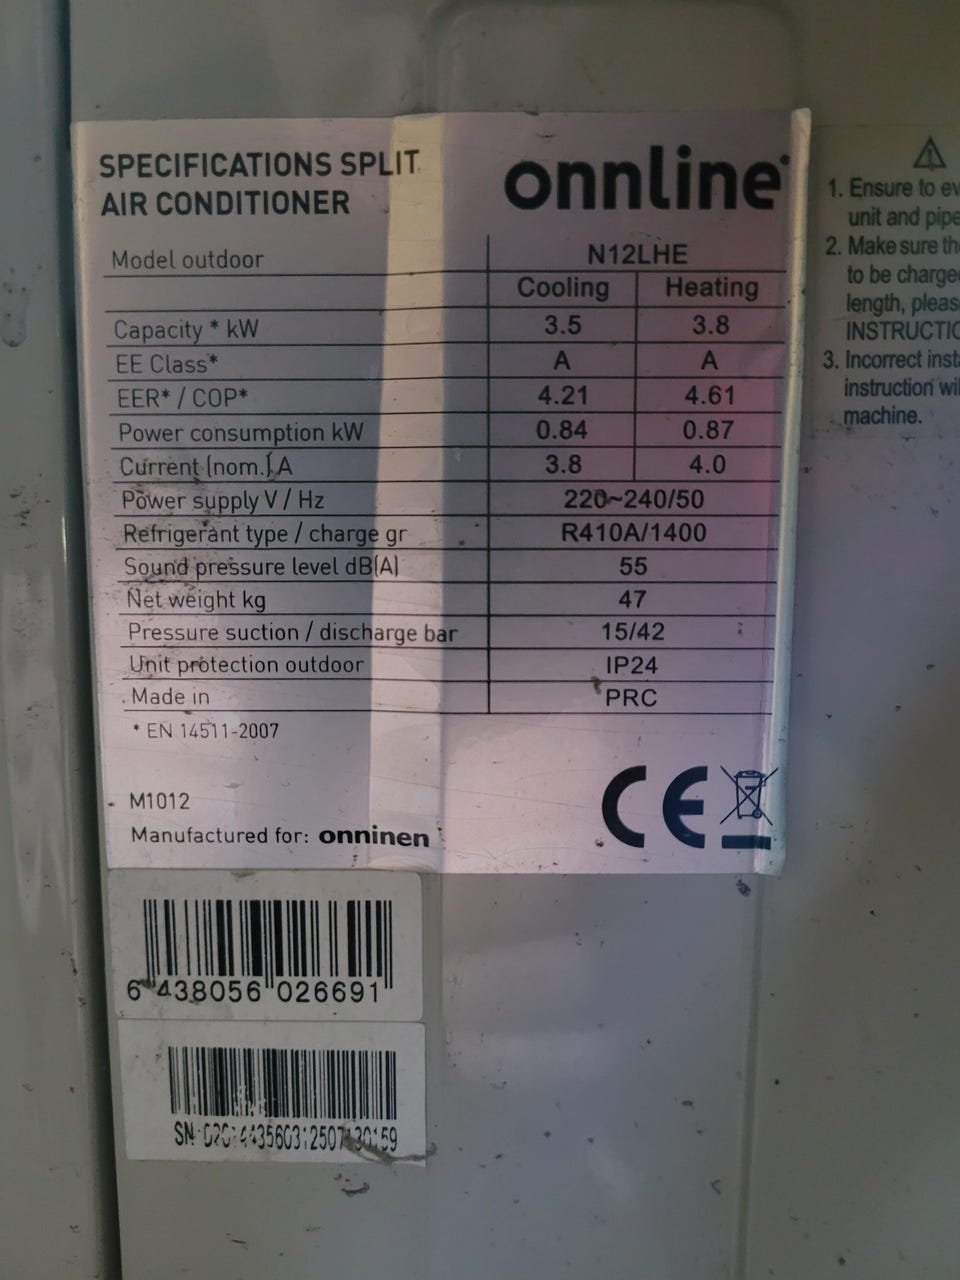 SPECIFICATIONS SPLIT
AIR CONDITIONER
onnline
Model outdoor N12LHE
Cooling Heating
Capacity * kW 3.5 3.8
EE Class* A A
EER* / COP* 4.21 4.61
Power consumption kW 0.84 0.87
Current (nom.) A 3.8 4.0
Power supply V / Hz 220~240/50
Refrigerant type / charge gr R410A/1400
Sound pressure level dB(A) 55
Net weight kg 47
Pressure suction / discharge bar 15/42
Unit protection outdoor IP24
Made in PRC
* EN 14511-2007
M1012
Manufactured for: onninen
CE
6 438056 026691
SN
1. Ensure to
unit and
2. Make sure
to be
length,
3. Incorrect
instruction
machine.